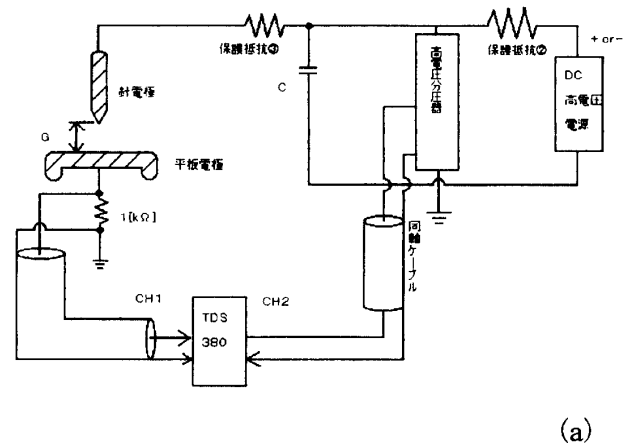 保護抵抗③
保護抵抗②
+ or-
針電極
C
高電圧分圧器
DC
高電圧
電源
G
平板電極
1[kΩ]
同軸ケーブル
CH1
CH2
TDS
380
(a)